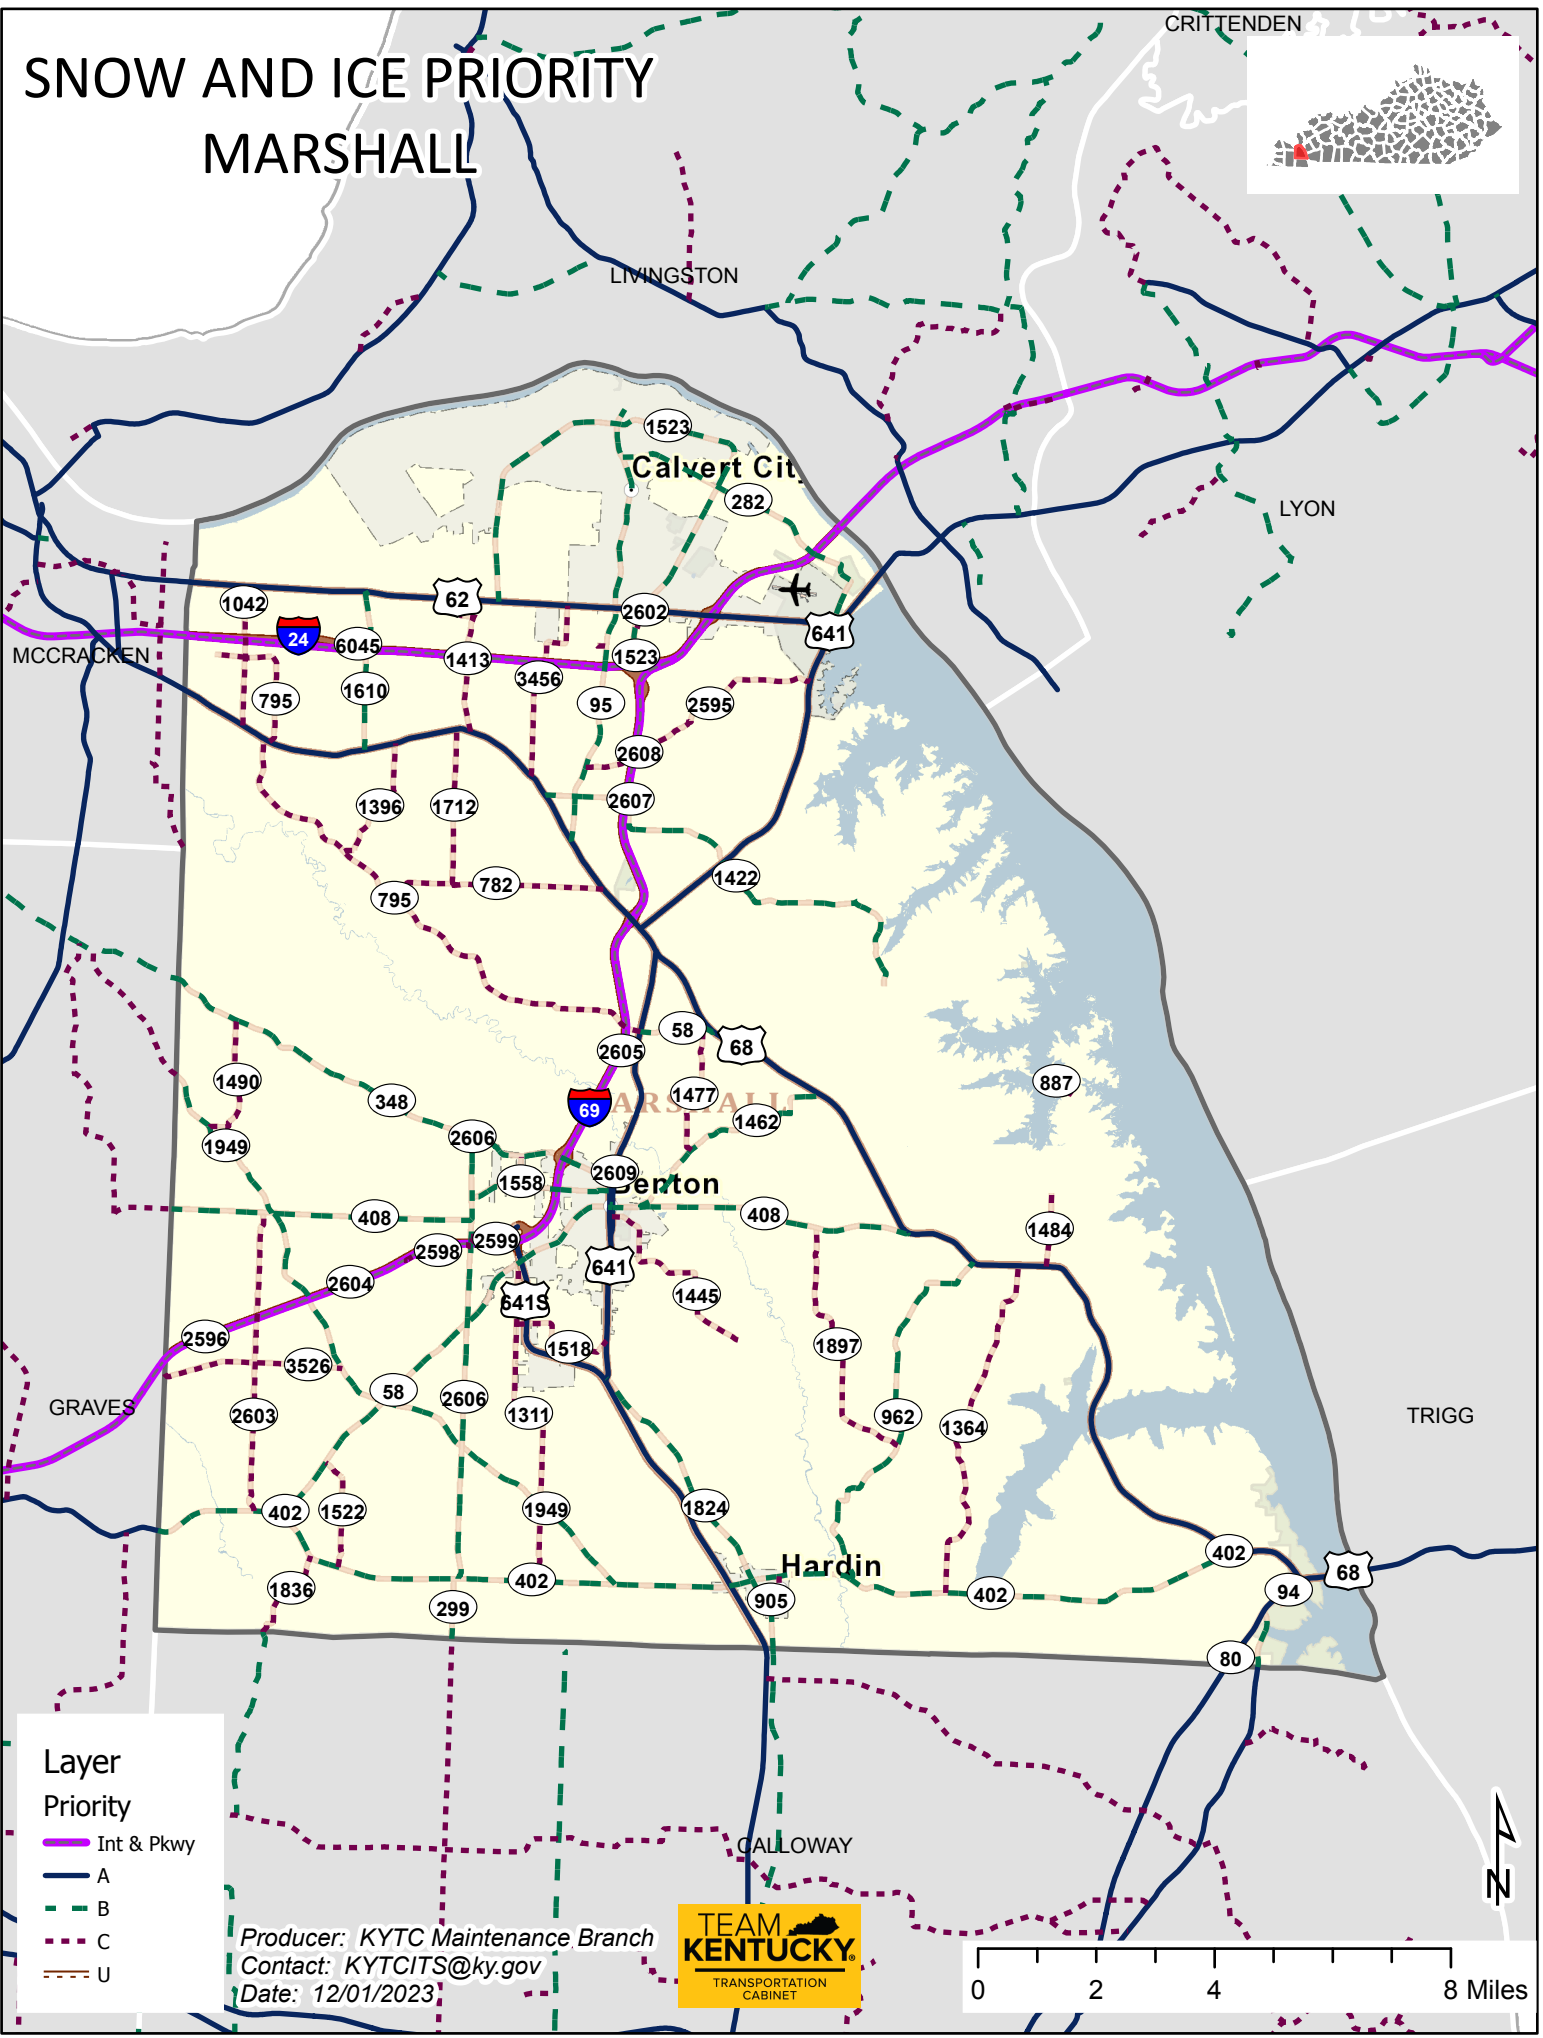 SNOW AND ICE PRIORITY
MARSHALL
CRITTENDEN
LIVINGSTON
1523
Calvert Cit
282
LYON
62
1042
2602
641
24
6045
MCCRACKEN
1413
1523
3456
795
1610
95
2595
2608
1396
1712
2607
782
1422
795
58
68
2605
887
1490
1477
348
69
ARSHALL
1462
2606
1949
2609
1558
Benton
408
408
1484
2599
2598
641
2604
641S
1445
2596
1518
1897
3526
58
2606
GRAVES
2603
1311
962
1364
TRIGG
402
1522
1949
1824
402
Hardin
68
1836
402
402
94
299
905
80
Layer
Priority
Int & Pkwy
A
B
C
U
CALLOWAY
N
Producer: KYTC Maintenance Branch
Contact: KYTCITS@ky.gov
Date: 12/01/2023
TEAM
KENTUCKY®
TRANSPORTATION
CABINET
0 2 4 8 Miles